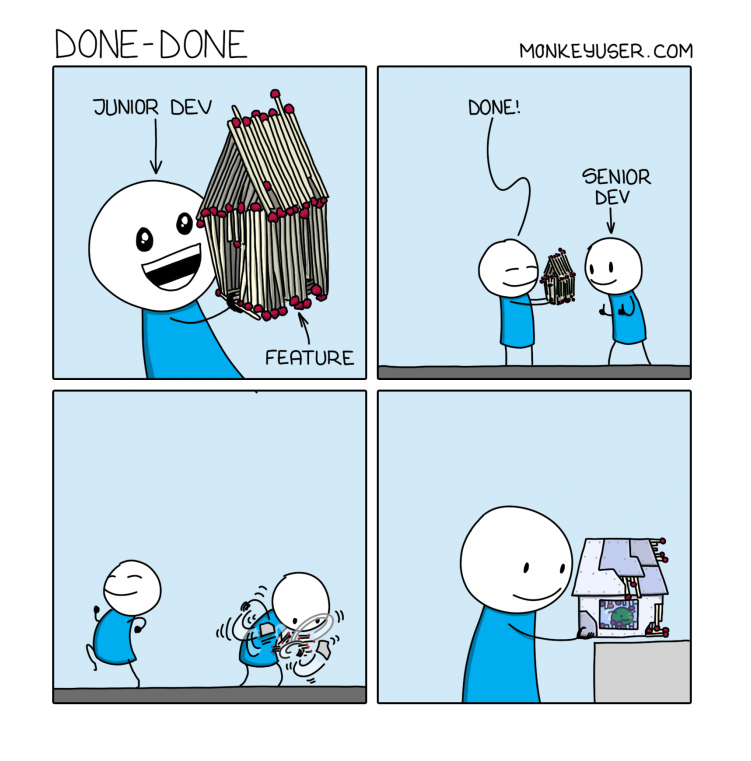 DONE-DONE
MONKEYUSER.COM
JUNIOR DEV
FEATURE
DONE!
SENIOR
DEV